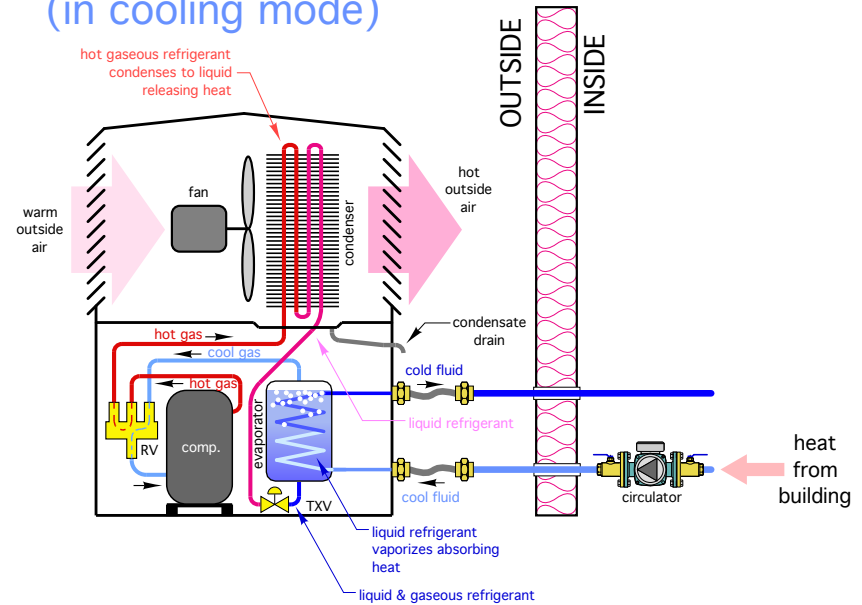 (in cooling mode)
hot gaseous refrigerant
condenses to liquid
releasing heat
OUTSIDE
INSIDE
fan
condenser
hot
outside
air
warm
outside
air
condensate
drain
hot gas
cool gas
hot gas
cold fluid
evaporator
liquid refrigerant
RV
comp.
TXV
cool fluid
circulator
heat
from
building
liquid refrigerant
vaporizes absorbing
heat
liquid & gaseous refrigerant